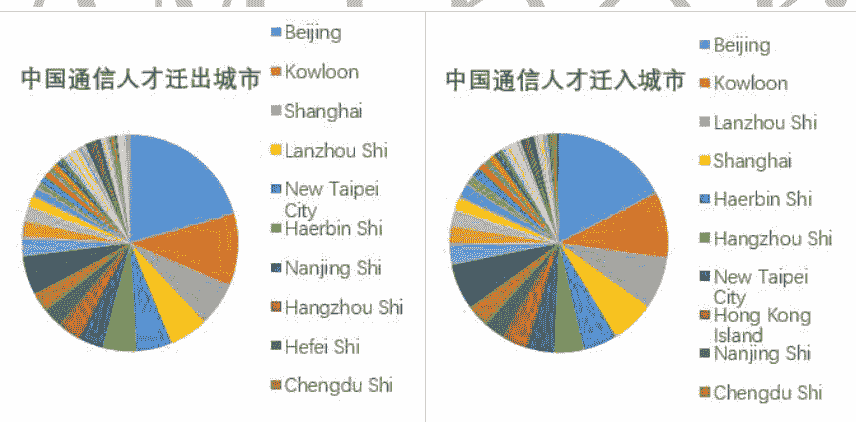 中国通信人才迁出城市
Beijing
Kowloon
Shanghai
Lanzhou Shi
New Taipei
City
Haerbin Shi
Nanjing Shi
Hangzhou Shi
Hefei Shi
Chengdu Shi
中国通信人才迁入城市
Beijing
Kowloon
Lanzhou Shi
Shanghai
Haerbin Shi
Hangzhou Shi
New Taipei
City
Hong Kong
Island
Nanjing Shi
Chengdu Shi